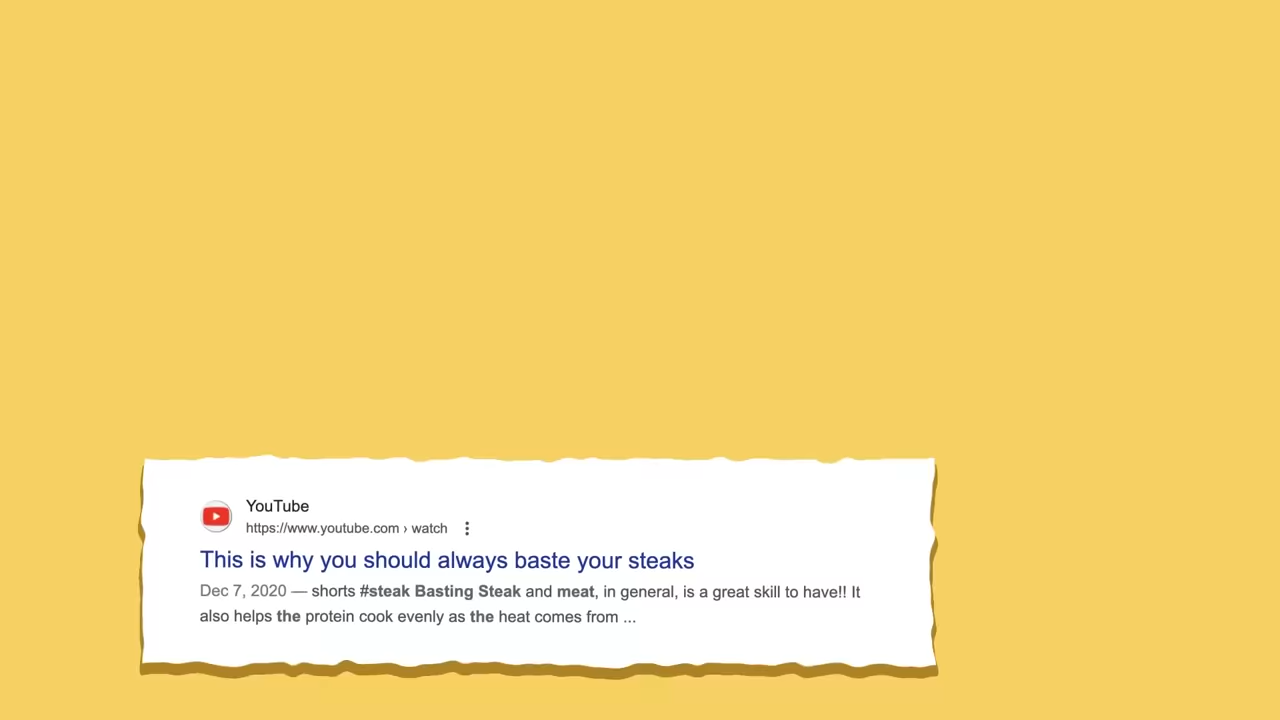 YouTube
https://www.youtube.com › watch
This is why you should always baste your steaks
Dec 7, 2020 — shorts #steak Basting Steak and meat, in general, is a great skill to have!! It
also helps the protein cook evenly as the heat comes from ...